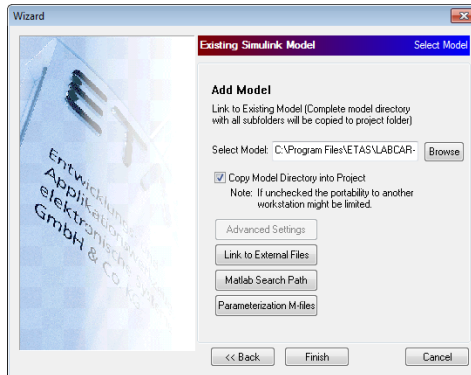 Wizard
Existing Simulink Model
Select Model
ETA
Entwicklungs
Applikations
elektronische
GmbH & Co. KG
Add Model
Link to Existing Model (Complete model directory
with all subfolders will be copied to project folder)
Select Model: C:\Program Files\ETAS\LABCAR- Browse
Copy Model Directory into Project
Note: If unchecked the portability to another
workstation might be limited.
Advanced Settings
Link to External Files
Matlab Search Path
Parameterization M-files
<< Back Finish Cancel